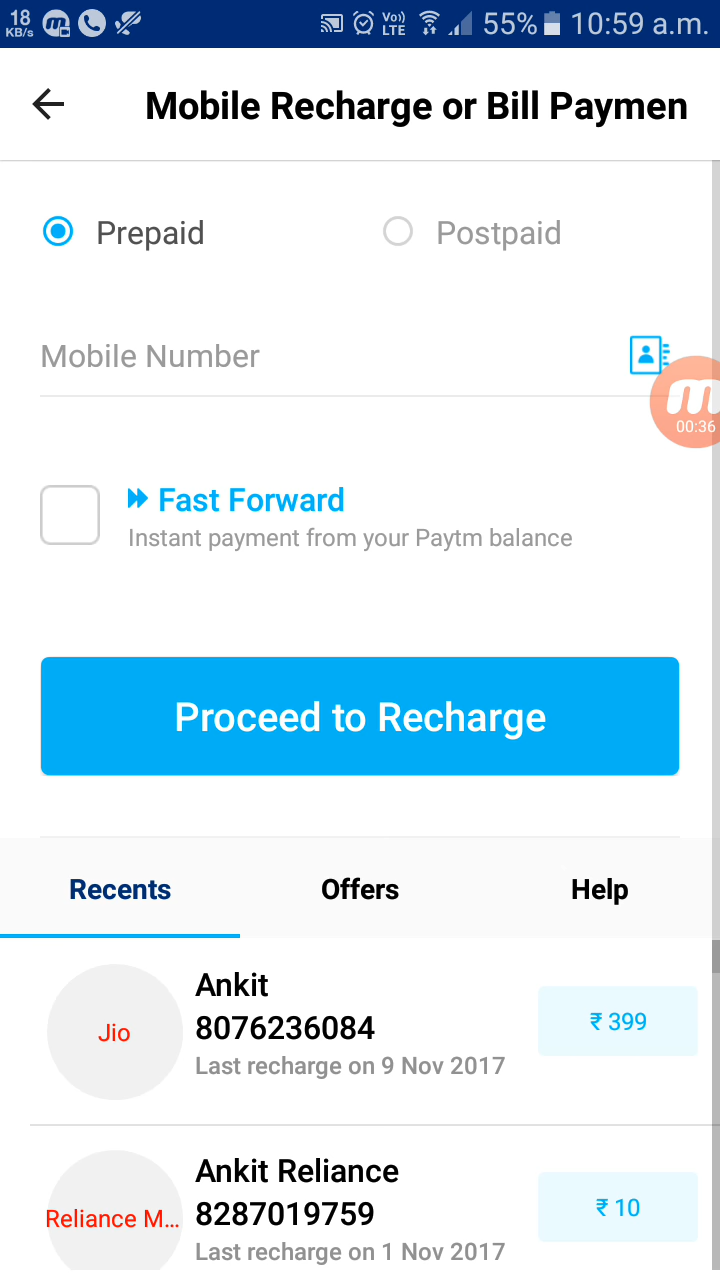 18
KB/s
Vo))
LTE
55%
10:59 a.m.
Mobile Recharge or Bill Paymen
Prepaid
Postpaid
Mobile Number
m
00:36
Fast Forward
Instant payment from your Paytm balance
Proceed to Recharge
Recents
Offers
Help
Ankit
Jio
8076236084
₹ 399
Last recharge on 9 Nov 2017
Ankit Reliance
Reliance M...
8287019759
₹ 10
Last recharge on 1 Nov 2017